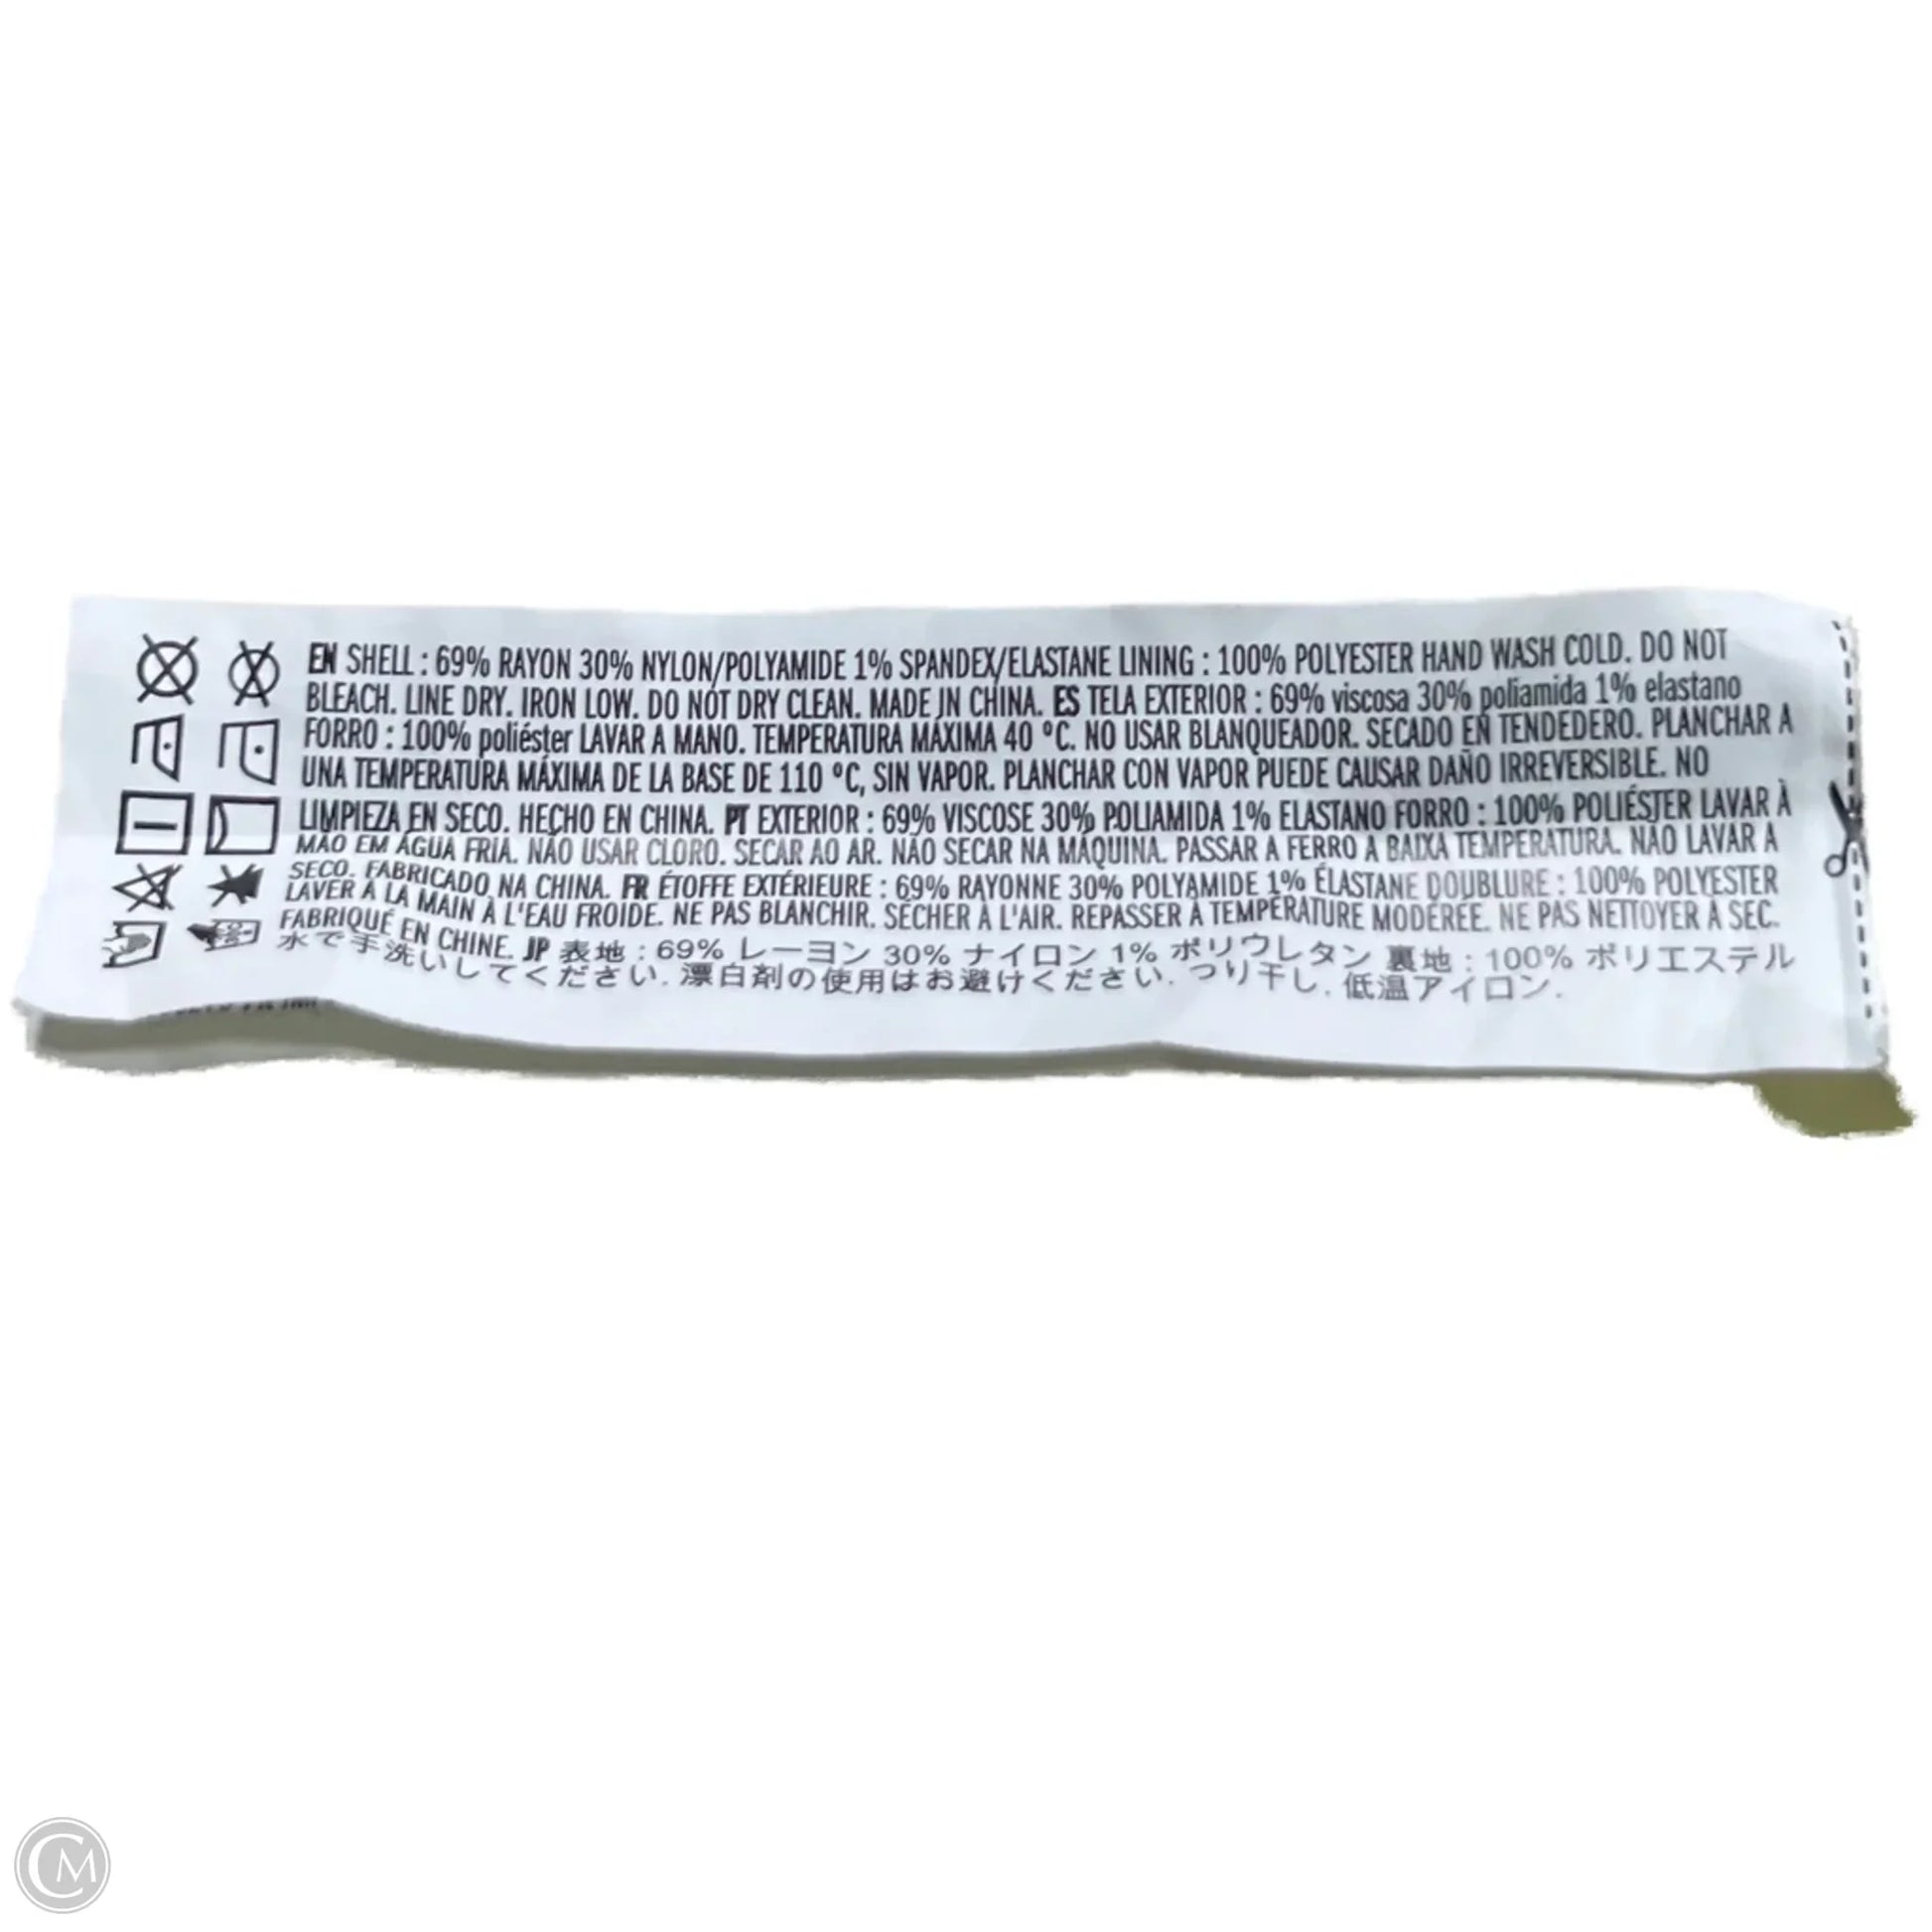 EN SHELL : 69% RAYON 30% NYLON/POLYAMIDE 1% SPANDEX/ELASTANE LINING : 100% POLYESTER HAND WASH COLD. DO NOT
BLEACH. LINE DRY. IRON LOW. DO NOT DRY CLEAN. MADE IN CHINA. ES TELA EXTERIOR : 69% viscosa 30% poliamida 1% elastano
FORRO : 100% poliéster LAVAR A MANO. TEMPERATURA MÁXIMA 40 ºC. NO USAR BLANQUEADOR. SECADO EN TENDEDERO. PLANCHAR A
UNA TEMPERATURA MÁXIMA DE LA BASE DE 110 ºC, SIN VAPOR. PLANCHAR CON VAPOR PUEDE CAUSAR DAÑO IRREVERSIBLE. NO
LIMPIEZA EN SECO. HECHO EN CHINA. PT EXTERIOR : 69% VISCOSE 30% POLIAMIDA 1% ELASTANO FORRO : 100% POLIÉSTER LAVAR À
MÃO EM ÁGUA FRIA. NÃO USAR CLORO. SECAR AO AR. NÃO SECAR NA MÁQUINA. PASSAR A FERRO A BAIXA TEMPERATURA. NÃO LAVAR A
SECO. FABRICADO NA CHINA. FR ÉTOFFE EXTÉRIEURE : 69% RAYONNE 30% POLYAMIDE 1% ÉLASTANE DOUBLURE : 100% POLYESTER
LAVER À LA MAIN À L'EAU FROIDE. NE PAS BLANCHIR. SÉCHER À L'AIR. REPASSER À TEMPÉRATURE MODÉRÉE. NE PAS NETTOYER À SEC.
FABRIQUÉ EN CHINE. JP 表地 : 69% レーヨン 30% ナイロン 1% ポリウレタン 裏地 : 100% ポリエステル
水で手洗いしてください. 漂白剤の使用はお避けください. つり干し. 低温アイロン.
CM